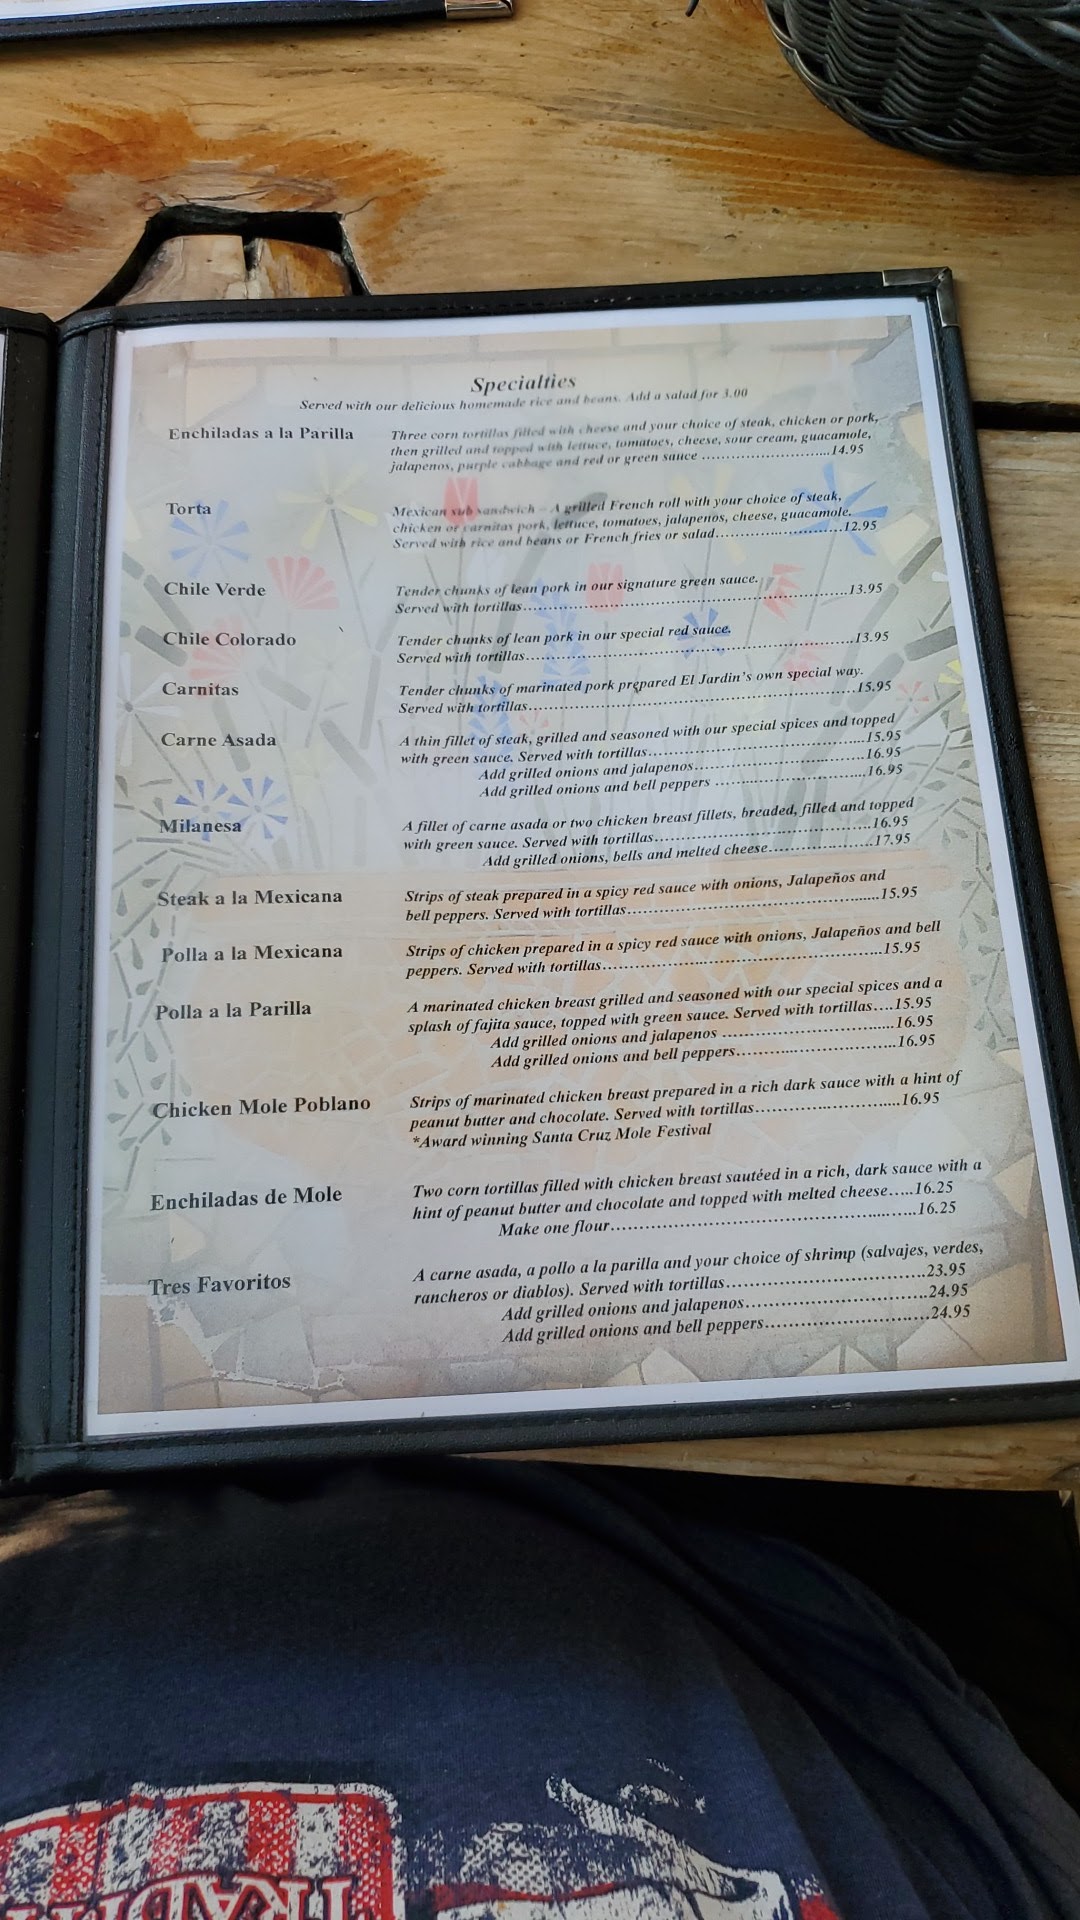 Specialties
Served with our delicious homemade rice and beans. Add a salad for 3.00
Enchiladas a la Parilla
Three corn tortillas filled with cheese and your choice of steak, chicken or pork,
then grilled and topped with lettuce, tomatoes, cheese, sour cream, guacamole,
jalapenos, purple cabbage and red or green sauce ........................14.95
Torta
Mexican sub sandwich – A grilled French roll with your choice of steak,
chicken or carnitas pork, lettuce, tomatoes, jalapenos, cheese, guacamole.
Served with rice and beans or French fries or salad........................12.95
Chile Verde
Tender chunks of lean pork in our signature green sauce.
Served with tortillas............................................................13.95
Chile Colorado
Tender chunks of lean pork in our special red sauce.
Served with tortillas............................................................13.95
Carnitas
Tender chunks of marinated pork prepared El Jardin's own special way.
Served with tortillas............................................................15.95
Carne Asada
A thin fillet of steak, grilled and seasoned with our special spices and topped
with green sauce. Served with tortillas........................................15.95
Add grilled onions and jalapenos................................16.95
Add grilled onions and bell peppers ............................16.95
Milanesa
A fillet of carne asada or two chicken breast fillets, breaded, filled and topped
with green sauce. Served with tortillas........................................16.95
Add grilled onions, bells and melted cheese....................17.95
Steak a la Mexicana
Strips of steak prepared in a spicy red sauce with onions, Jalapeños and
bell peppers. Served with tortillas..............................................15.95
Polla a la Mexicana
Strips of chicken prepared in a spicy red sauce with onions, Jalapeños and bell
peppers. Served with tortillas....................................................15.95
Polla a la Parilla
A marinated chicken breast grilled and seasoned with our special spices and a
splash of fajita sauce, topped with green sauce. Served with tortillas....15.95
Add grilled onions and jalapenos ................................16.95
Add grilled onions and bell peppers..............................16.95
Chicken Mole Poblano
Strips of marinated chicken breast prepared in a rich dark sauce with a hint of
peanut butter and chocolate. Served with tortillas..........................16.95
*Award winning Santa Cruz Mole Festival
Enchiladas de Mole
Two corn tortillas filled with chicken breast sautéed in a rich, dark sauce with a
hint of peanut butter and chocolate and topped with melted cheese.....16.25
Make one flour......................................................16.25
Tres Favoritos
A carne asada, a pollo a la parilla and your choice of shrimp (salvajes, verdes,
rancheros or diablos). Served with tortillas...................................23.95
Add grilled onions and jalapenos................................24.95
Add grilled onions and bell peppers..............................24.95